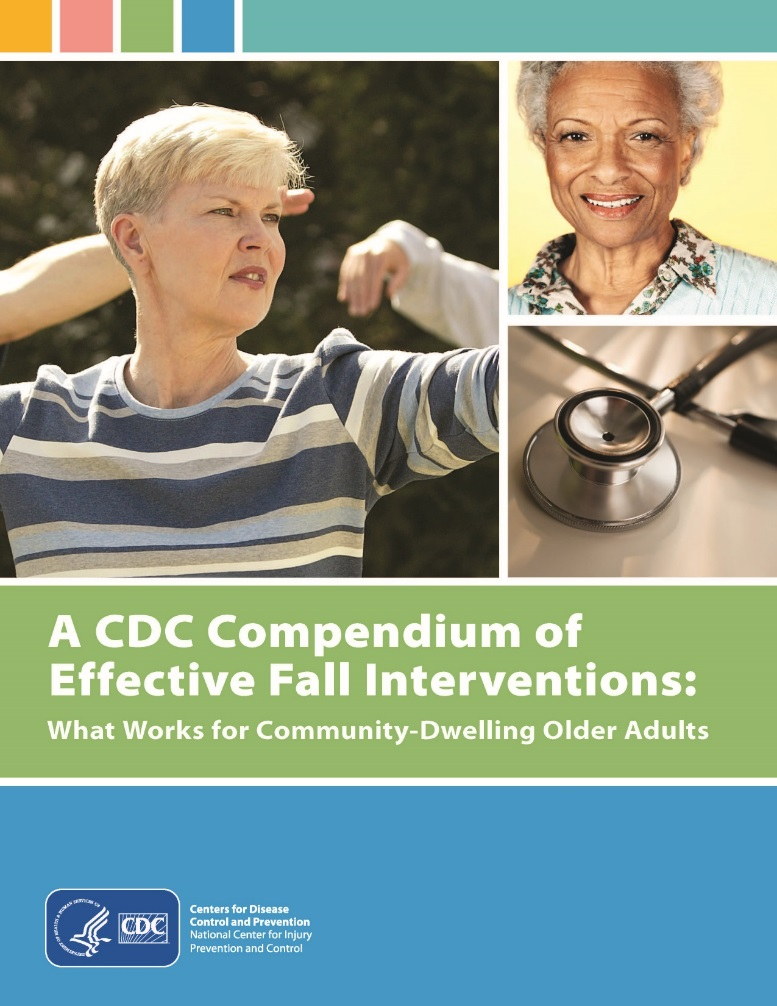 A CDC Compendium of
Effective Fall Interventions:
What Works for Community-Dwelling Older Adults
CDC
Centers for Disease
Control and Prevention
National Center for Injury
Prevention and Control